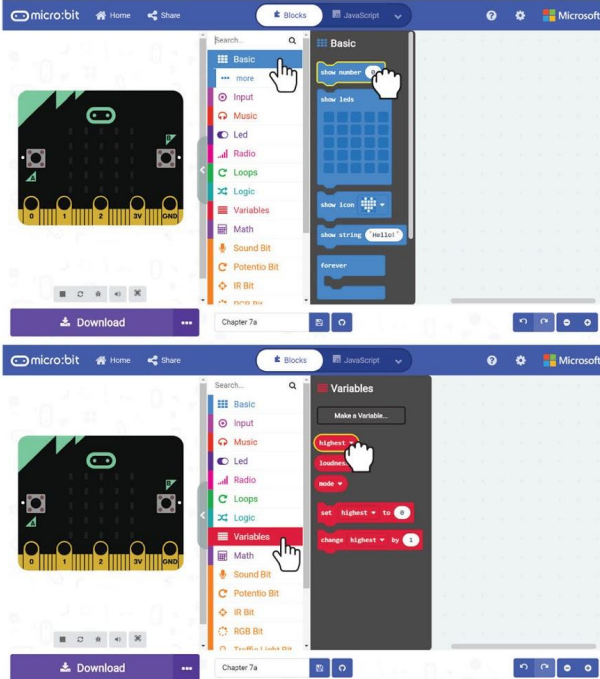 micro:bit Home Share Blocks JavaScript Microsoft
Search... Basic
Basic
more
Input
Music
Led
Radio
Loops
Logic
Variables
Math
Sound Bit
Potentio Bit
IR Bit
show number
show leds
show icon
show string "Hello!"
forever
A
B
0 1 2 3V GND
Download
Chapter 7a
micro:bit Home Share Blocks JavaScript Microsoft
Search... Variables
Basic
Input
Music
Led
Radio
Loops
Logic
Variables
Math
Sound Bit
Potentio Bit
IR Bit
RGB Bit
Make a Variable...
highest
loudness
mode
set highest to 0
change highest by 1
A
B
0 1 2 3V GND
Download
Chapter 7a